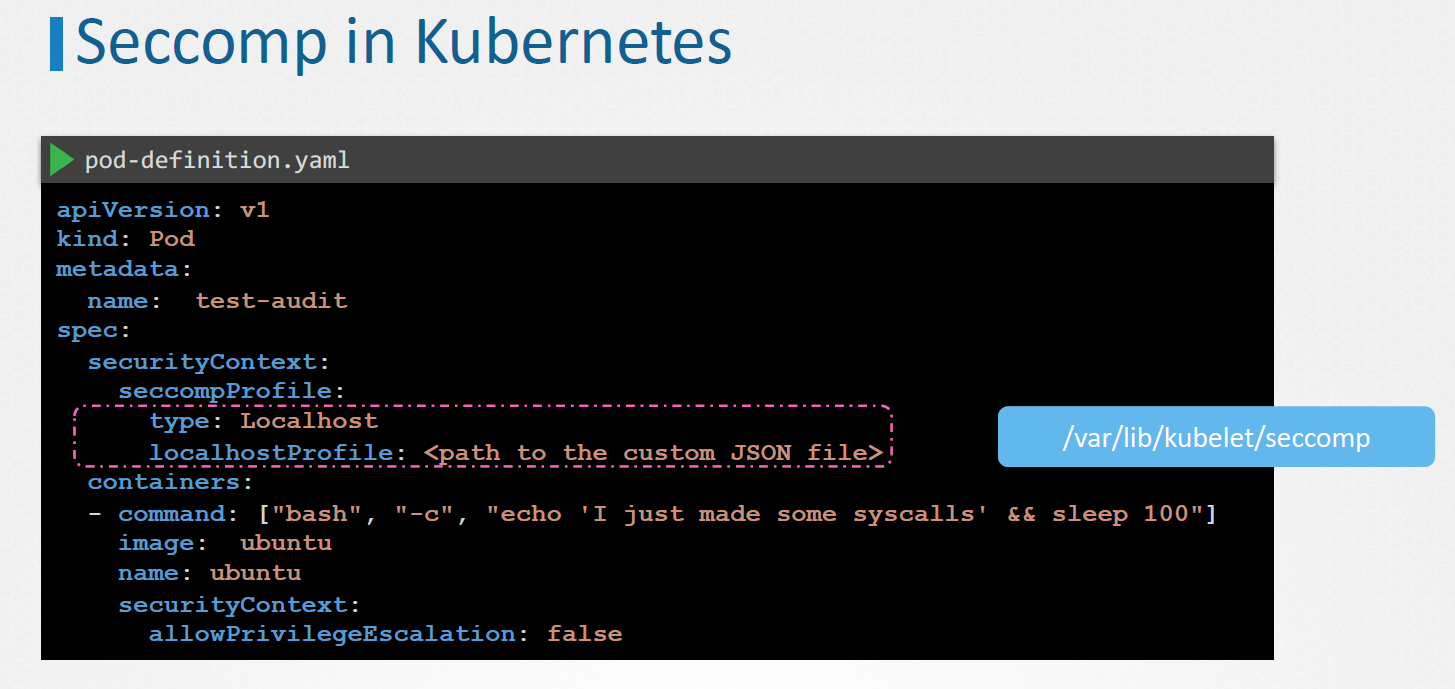 Seccomp in Kubernetes
pod-definition.yaml
apiVersion: v1
kind: Pod
metadata:
  name:  test-audit
spec:
  securityContext:
    seccompProfile:
      type: Localhost
      localhostProfile: <path to the custom JSON file>
/var/lib/kubelet/seccomp
  containers:
  - command: ["bash", "-c", "echo 'I just made some syscalls' && sleep 100"]
    image:  ubuntu
    name: ubuntu
    securityContext:
      allowPrivilegeEscalation: false